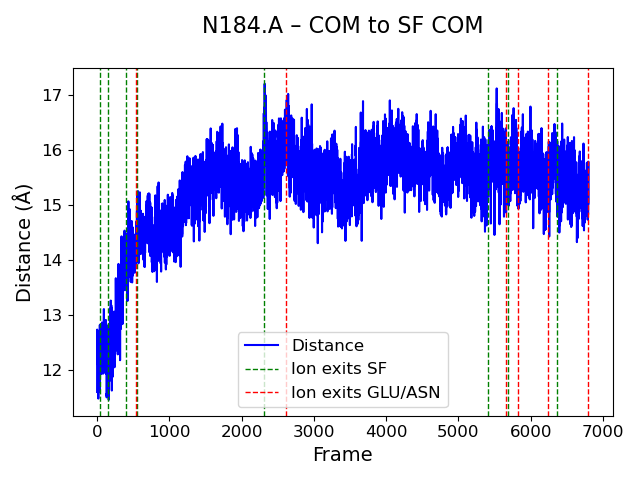 N184.A – COM to SF COM
17
16
15
14
13
12
Distance (Å)
Distance
Ion exits SF
Ion exits GLU/ASN
0 1000 2000 3000 4000 5000 6000 7000
Frame